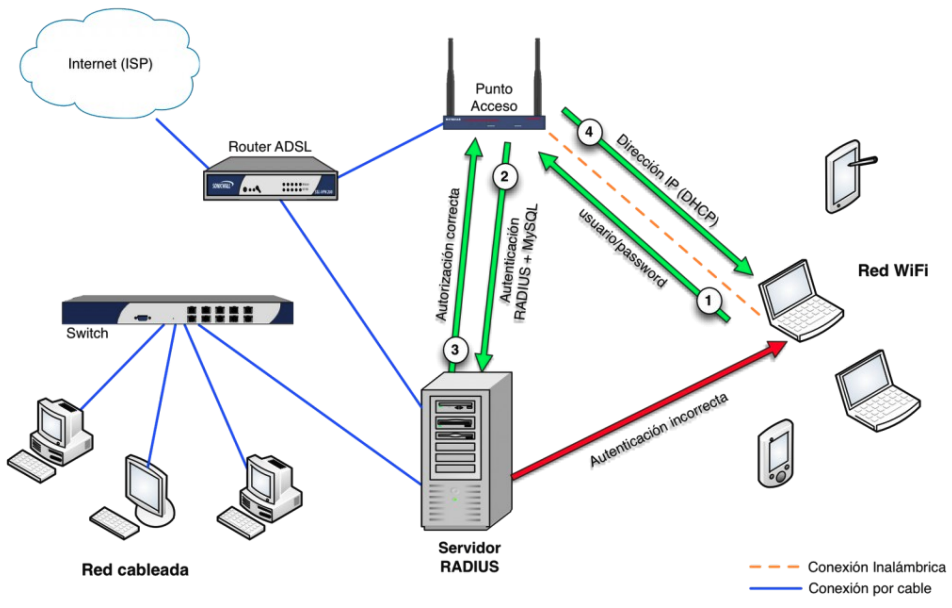 Internet (ISP)
Punto
Acceso
Router ADSL
4
Dirección IP (DHCP)
2
Autorización correcta
Autenticación
RADIUS + MySQL
usuario/password
1
Red WiFi
Switch
3
Autenticación incorrecta
Servidor
RADIUS
Red cableada
Conexión Inalámbrica
Conexión por cable